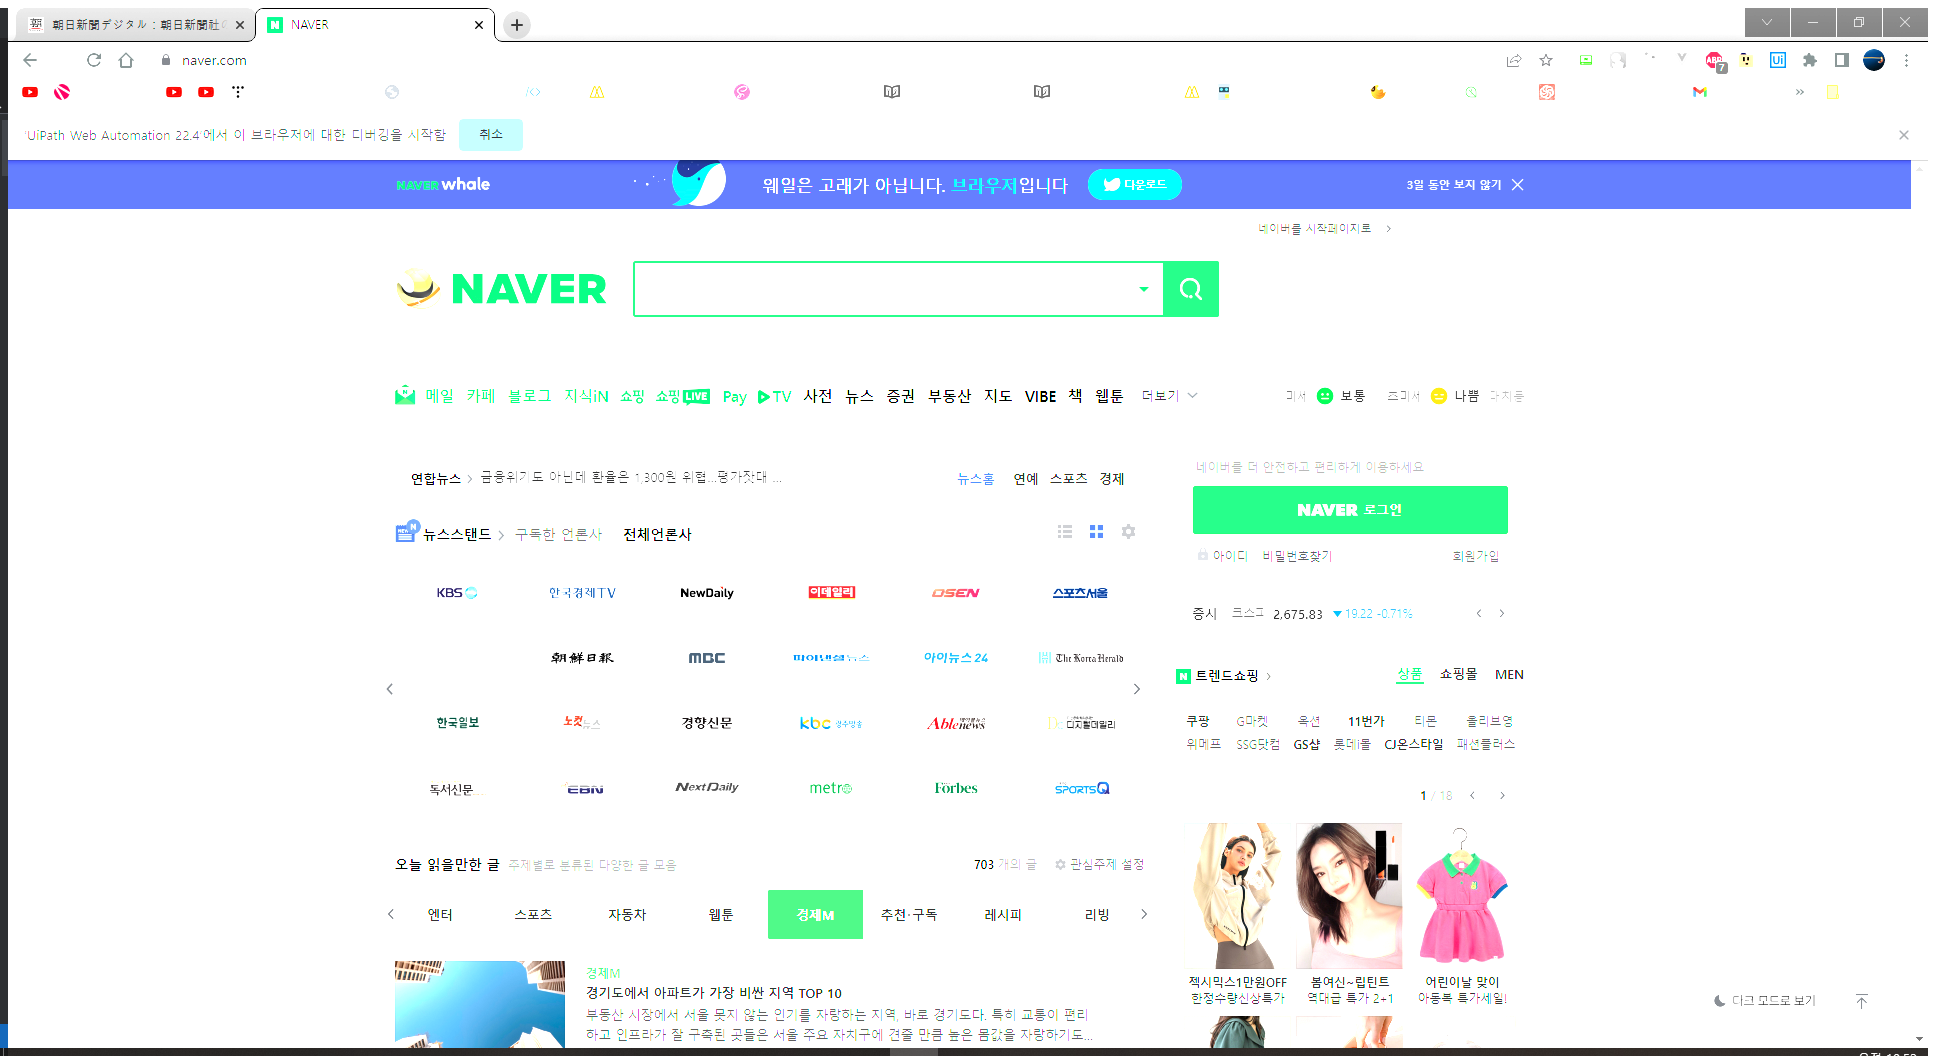 朝日新聞デジタル：朝日新聞社の
NAVER
naver.com
'UiPath Web Automation 22.4'에서 이 브라우저에 대한 디버깅을 시작함 취소
NAVER whale 웨일은 고래가 아닙니다. 브라우저입니다 다운로드 3일 동안 보지 않기
네이버를 시작페이지로
NAVER
메일 카페 블로그 지식iN 쇼핑 쇼핑LIVE Pay TV 사전 뉴스 증권 부동산 지도 VIBE 책 웹툰 더보기 보통 나쁨
연합뉴스 금융위기도 아닌데 환율은 1,300원 위협...평가잣대 ...
뉴스홈 연예 스포츠 경제
네이버를 더 안전하고 편리하게 이용하세요
NAVER 로그인
아이디 비밀번호찾기 회원가입
뉴스스탠드 구독한 언론사 전체언론사
KBS 한국경제TV NewDaily 이데일리 OSEN 스포츠서울
朝鮮日報 MBC 파이낸셜뉴스 아이뉴스24 The Korea Herald
한국일보 노컷뉴스 경향신문 kbc 광주방송 Ablenews 디지털데일리
독서신문 EBN NextDaily metro Forbes SPORTSQ
증시 코스피 2,675.83 19.22 -0.71%
트렌드쇼핑 상품 쇼핑몰 MEN
쿠팡 G마켓 옥션 11번가 티몬 올리브영
위메프 SSG닷컴 GS샵 롯데i몰 CJ온스타일 패션플러스
1 / 18
오늘 읽을만한 글 주제별로 분류된 다양한 글 모음 703 개의 글 관심주제 설정
엔터 스포츠 자동차 웹툰 경제M 추천·구독 레시피 리빙
경제M
경기도에서 아파트가 가장 비싼 지역 TOP 10
부동산 시장에서 서울 못지 않는 인기를 자랑하는 지역, 바로 경기도다. 특히 교통이 편리
하고 인프라가 잘 구축된 곳들은 서울 주요 자치구에 견줄 만큼 높은 몸값을 자랑하기도...
젝시믹스1만원OFF
한정수량신상특가
봄여신~립틴트
역대급 특가 2+1
어린이날 맞이
아동복 특가세일!
다크 모드로 보기